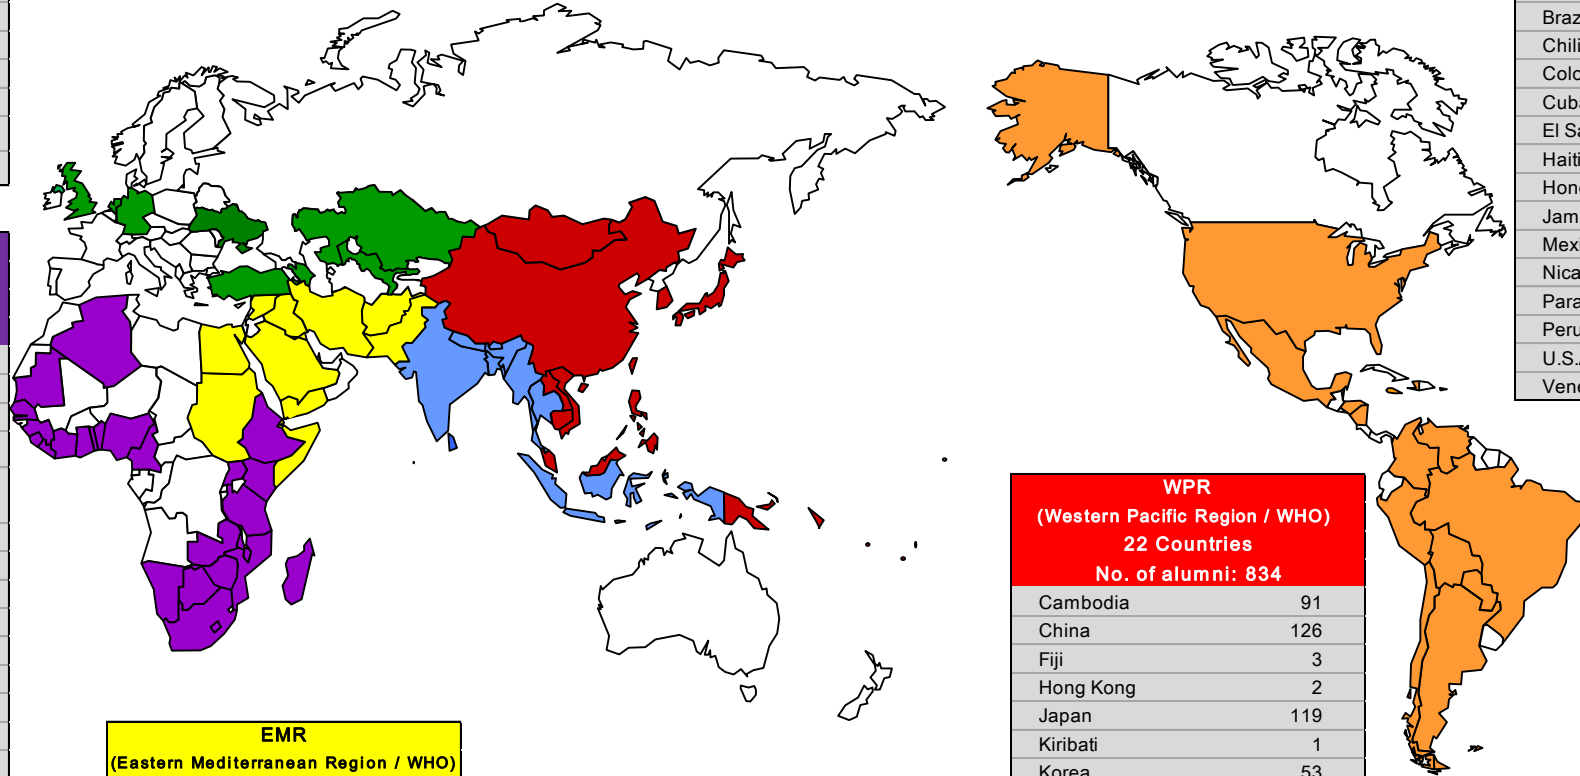 WPR
(Western Pacific Region / WHO)
22 Countries
No. of alumni: 834
Cambodia 91
China 126
Fiji 3
Hong Kong 2
Japan 119
Kiribati 1
Korea 53
EMR
(Eastern Mediterranean Region / WHO)
Braz
Chili
Colo
Cuba
El Sa
Haiti
Hon
Jam
Mexi
Nica
Para
Peru
U.S.
Vene